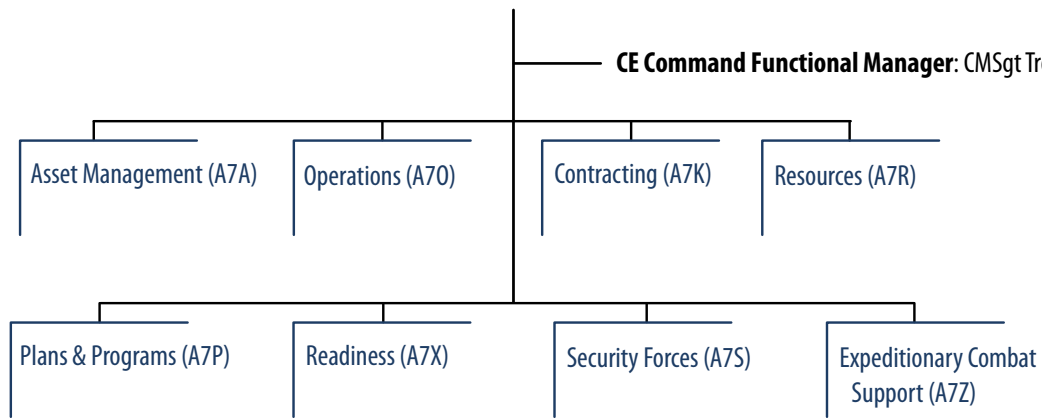 CE Command Functional Manager: CMSgt
Asset Management (A7A)
Operations (A7O)
Contracting (A7K)
Resources (A7R)
Plans & Programs (A7P)
Readiness (A7X)
Security Forces (A7S)
Expeditionary Combat
Support (A7Z)